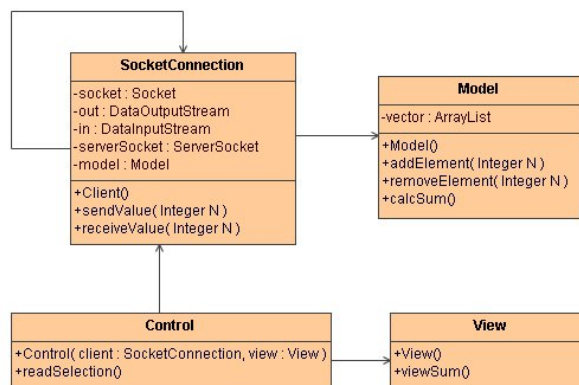 SocketConnection
-socket : Socket
-out : DataOutputStream
-in : DataInputStream
-serverSocket : ServerSocket
-model : Model
+Client()
+sendValue( Integer N )
+receiveValue( Integer N )
Model
-vector : ArrayList
+Model()
+addElement( Integer N )
+removeElement( Integer N )
+calcSum()
Control
+Control( client : SocketConnection, view : View )
+readSelection()
View
+View()
+viewSum()